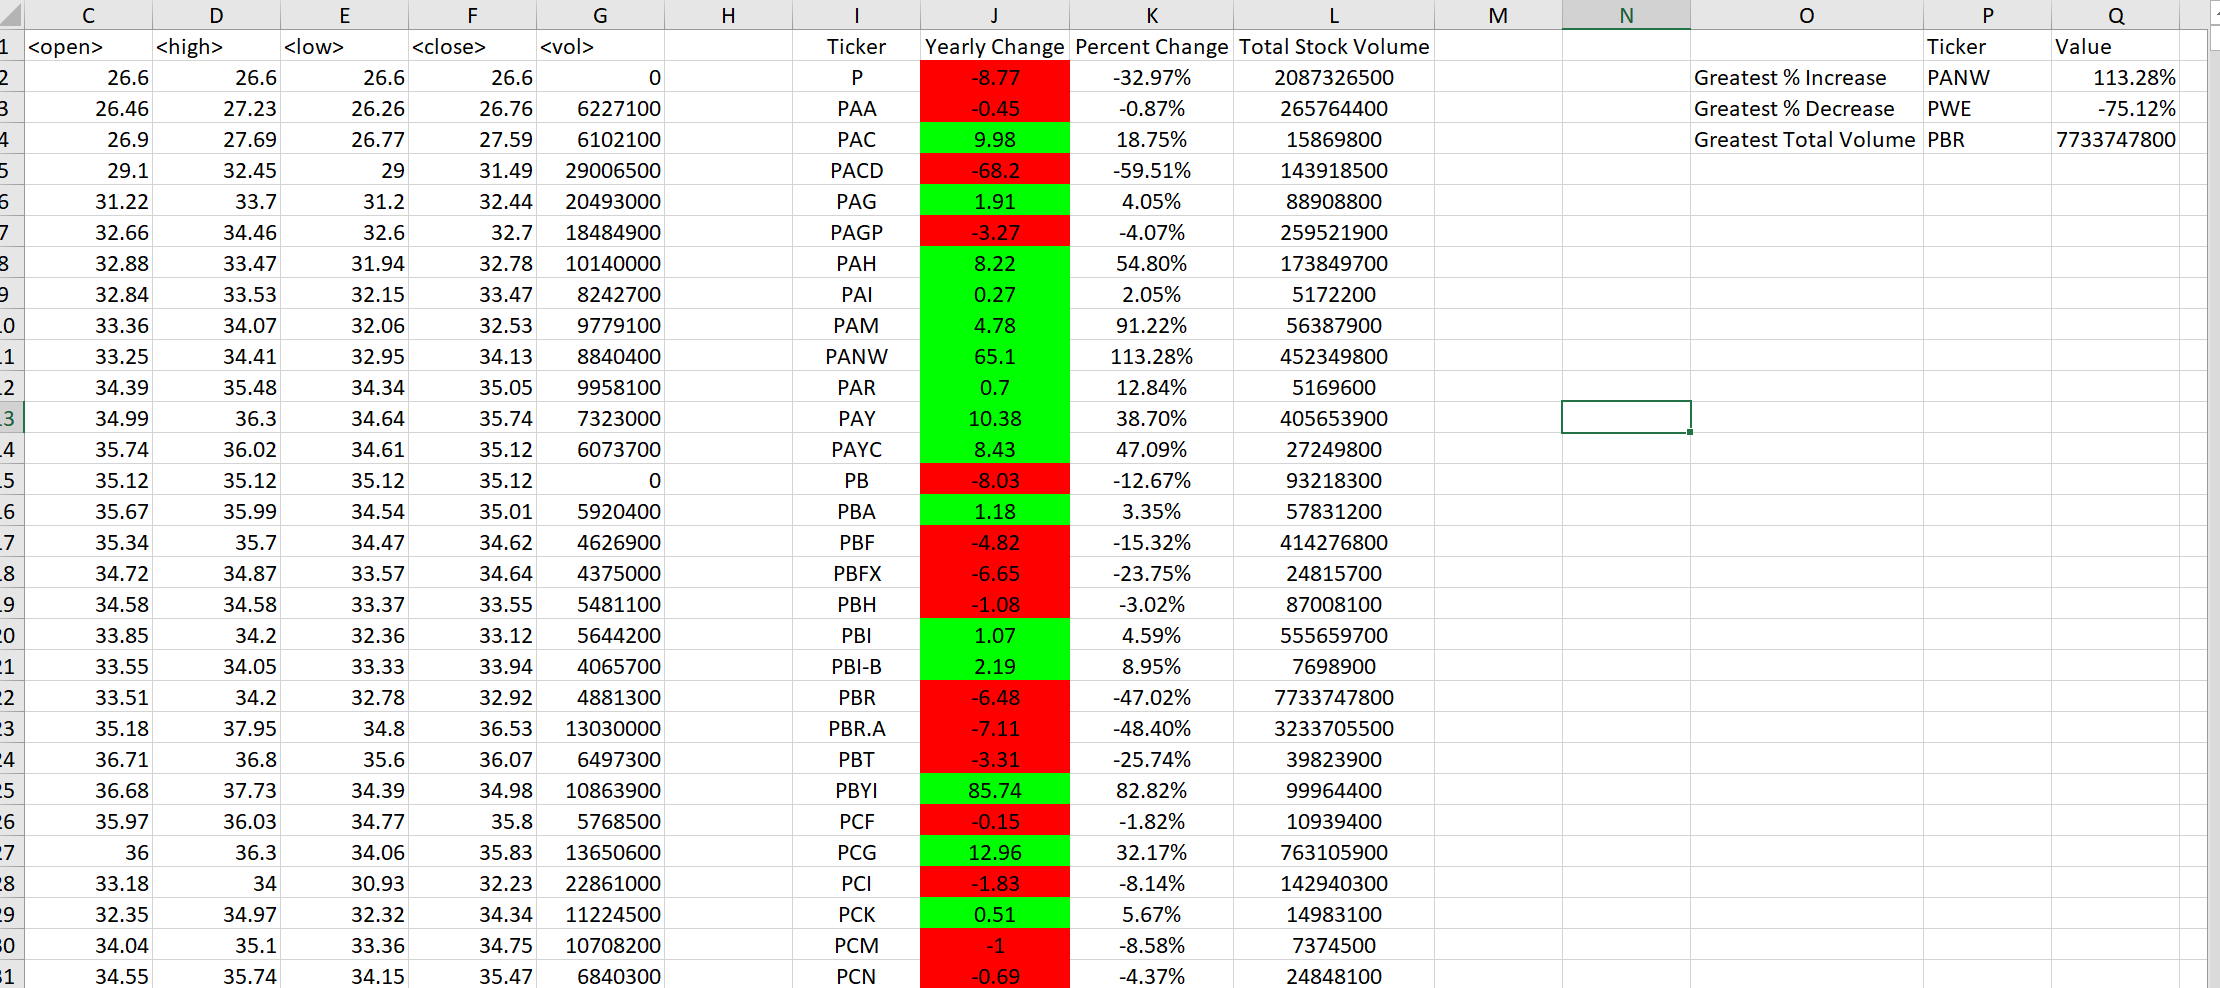 C D E F G H I J K L M N O P Q
1 <open> <high> <low> <close> <vol> Ticker Yearly Change Percent Change Total Stock Volume Ticker Value
2 26.6 26.6 26.6 26.6 0 P -8.77 -32.97% 2087326500 Greatest % Increase PANW 113.28%
3 26.46 27.23 26.26 26.76 6227100 PAA -0.45 -0.87% 265764400 Greatest % Decrease PWE -75.12%
4 26.9 27.69 26.77 27.59 6102100 PAC 9.98 18.75% 15869800 Greatest Total Volume PBR 7733747800
5 29.1 32.45 29 31.49 29006500 PACD -68.2 -59.51% 143918500
6 31.22 33.7 31.2 32.44 20493000 PAG 1.91 4.05% 88908800
7 32.66 34.46 32.6 32.7 18484900 PAGP -3.27 -4.07% 259521900
8 32.88 33.47 31.94 32.78 10140000 PAH 8.22 54.80% 173849700
9 32.84 33.53 32.15 33.47 8242700 PAI 0.27 2.05% 5172200
0 33.36 34.07 32.06 32.53 9779100 PAM 4.78 91.22% 56387900
1 33.25 34.41 32.95 34.13 8840400 PANW 65.1 113.28% 452349800
2 34.39 35.48 34.34 35.05 9958100 PAR 0.7 12.84% 5169600
3 34.99 36.3 34.64 35.74 7323000 PAY 10.38 38.70% 405653900
4 35.74 36.02 34.61 35.12 6073700 PAYC 8.43 47.09% 27249800
5 35.12 35.12 35.12 35.12 0 PB -8.03 -12.67% 93218300
6 35.67 35.99 34.54 35.01 5920400 PBA 1.18 3.35% 57831200
7 35.34 35.7 34.47 34.62 4626900 PBF -4.82 -15.32% 414276800
8 34.72 34.87 33.57 34.64 4375000 PBFX -6.65 -23.75% 24815700
9 34.58 34.58 33.37 33.55 5481100 PBH -1.08 -3.02% 87008100
0 33.85 34.2 32.36 33.12 5644200 PBI 1.07 4.59% 555659700
1 33.55 34.05 33.33 33.94 4065700 PBI-B 2.19 8.95% 7698900
2 33.51 34.2 32.78 32.92 4881300 PBR -6.48 -47.02% 7733747800
3 35.18 37.95 34.8 36.53 13030000 PBR.A -7.11 -48.40% 3233705500
4 36.71 36.8 35.6 36.07 6497300 PBT -3.31 -25.74% 39823900
5 36.68 37.73 34.39 34.98 10863900 PBYI 85.74 82.82% 99964400
6 35.97 36.03 34.77 35.8 5768500 PCF -0.15 -1.82% 10939400
7 36 36.3 34.06 35.83 13650600 PCG 12.96 32.17% 763105900
8 33.18 34 30.93 32.23 22861000 PCI -1.83 -8.14% 142940300
9 32.35 34.97 32.32 34.34 11224500 PCK 0.51 5.67% 14983100
0 34.04 35.1 33.36 34.75 10708200 PCM -1 -8.58% 7374500
1 34.55 35.74 34.15 35.47 6840300 PCN -0.69 -4.37% 24848100